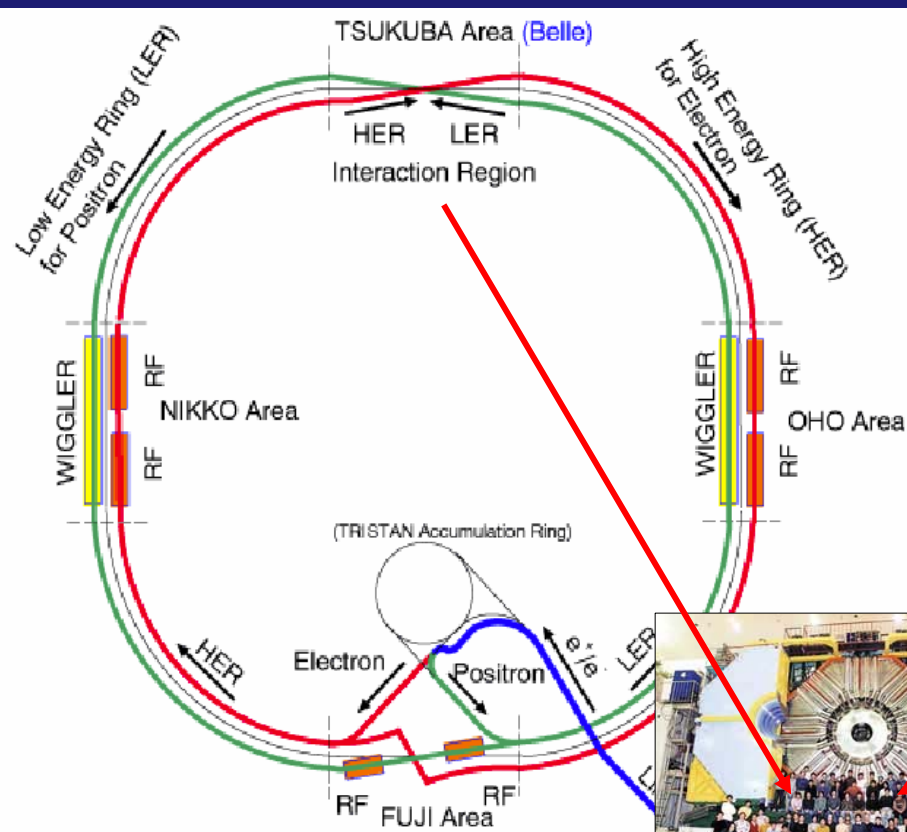 TSUKUBA Area (Belle)
Low Energy Ring (LER)
for Positron
High Energy Ring (HER)
for Electron
HER
LER
Interaction Region
WIGGLER
RF
RF
NIKKO Area
WIGGLER
RF
RF
OHO Area
(TRISTAN Accumulation Ring)
HER
Electron
Positron
e+/e-
LER
RF
RF
FUJI Area